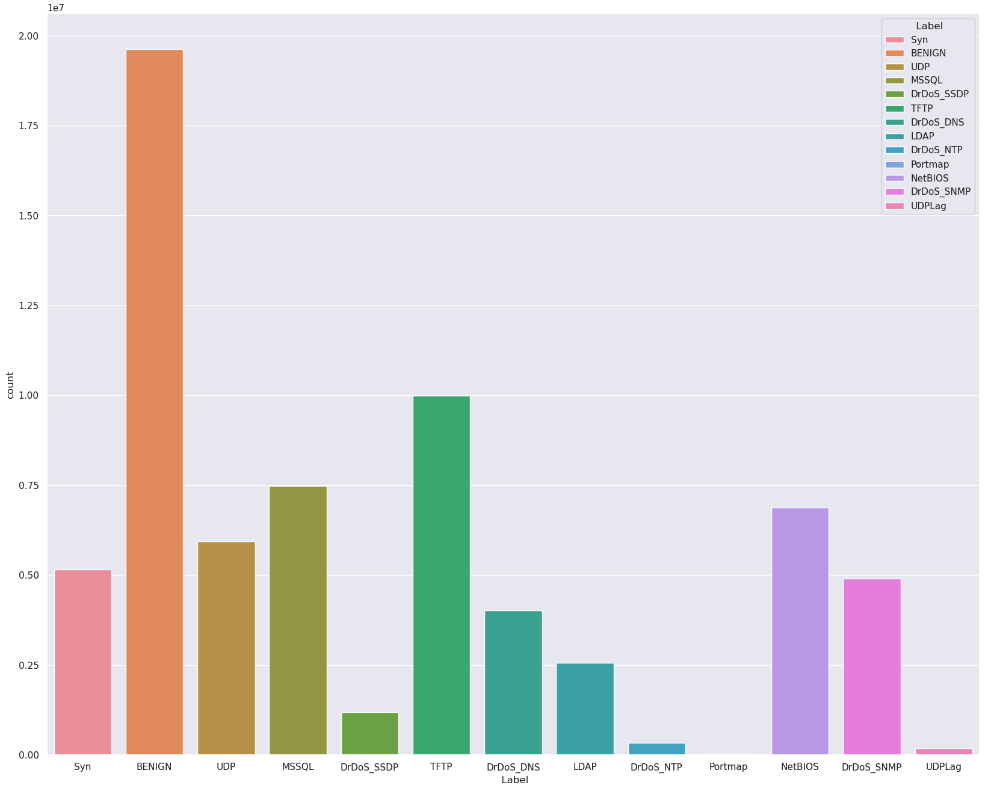 1e7
2.00
1.75
1.50
1.25
1.00
0.75
0.50
0.25
0.00
count
Syn BENIGN UDP MSSQL DrDoS_SSDP TFTP DrDoS_DNS LDAP DrDoS_NTP Portmap NetBIOS DrDoS_SNMP UDPLag
Label
Label
Syn
BENIGN
UDP
MSSQL
DrDoS_SSDP
TFTP
DrDoS_DNS
LDAP
DrDoS_NTP
Portmap
NetBIOS
DrDoS_SNMP
UDPLag